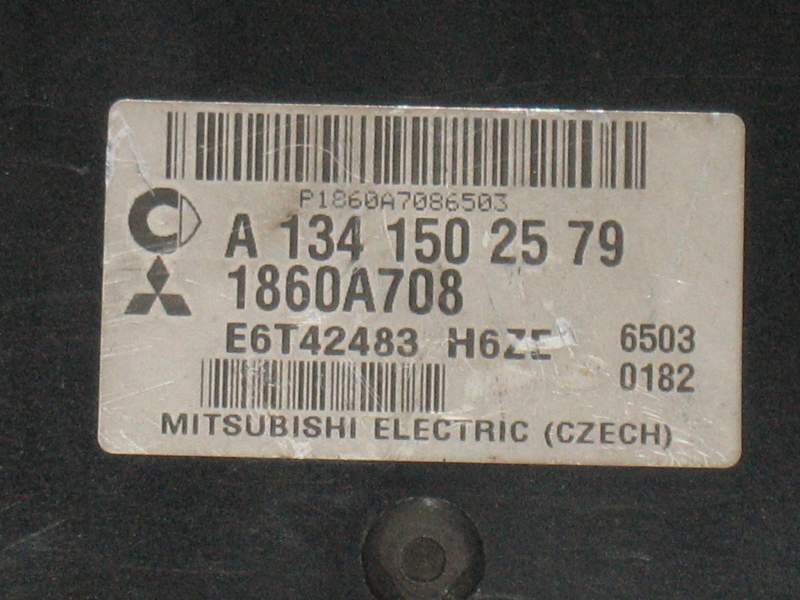 P1860A7086503
A 134 150 25 79
1860A708
E6T42483 H6ZE 6503
0182
MITSUBISHI ELECTRIC (CZECH)